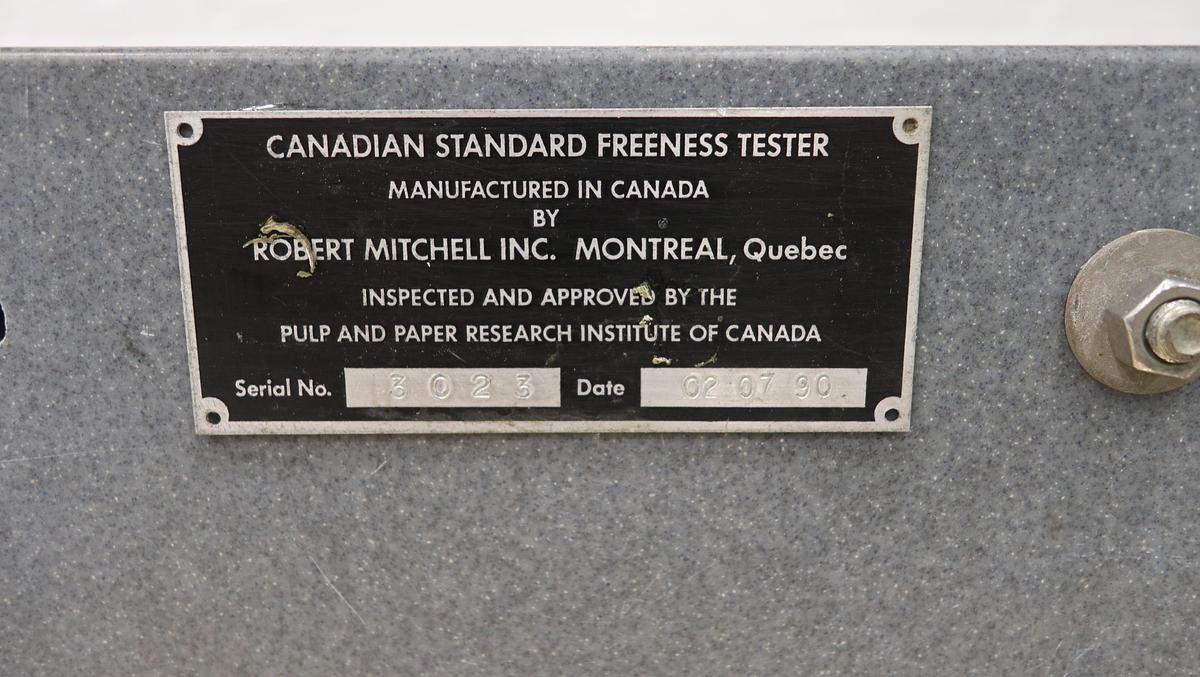 CANADIAN STANDARD FREENESS TESTER
MANUFACTURED IN CANADA
BY
ROBERT MITCHELL INC. MONTREAL, Quebec
INSPECTED AND APPROVED BY THE
PULP AND PAPER RESEARCH INSTITUTE OF CANADA
Serial No. 3023 Date 02 07 90